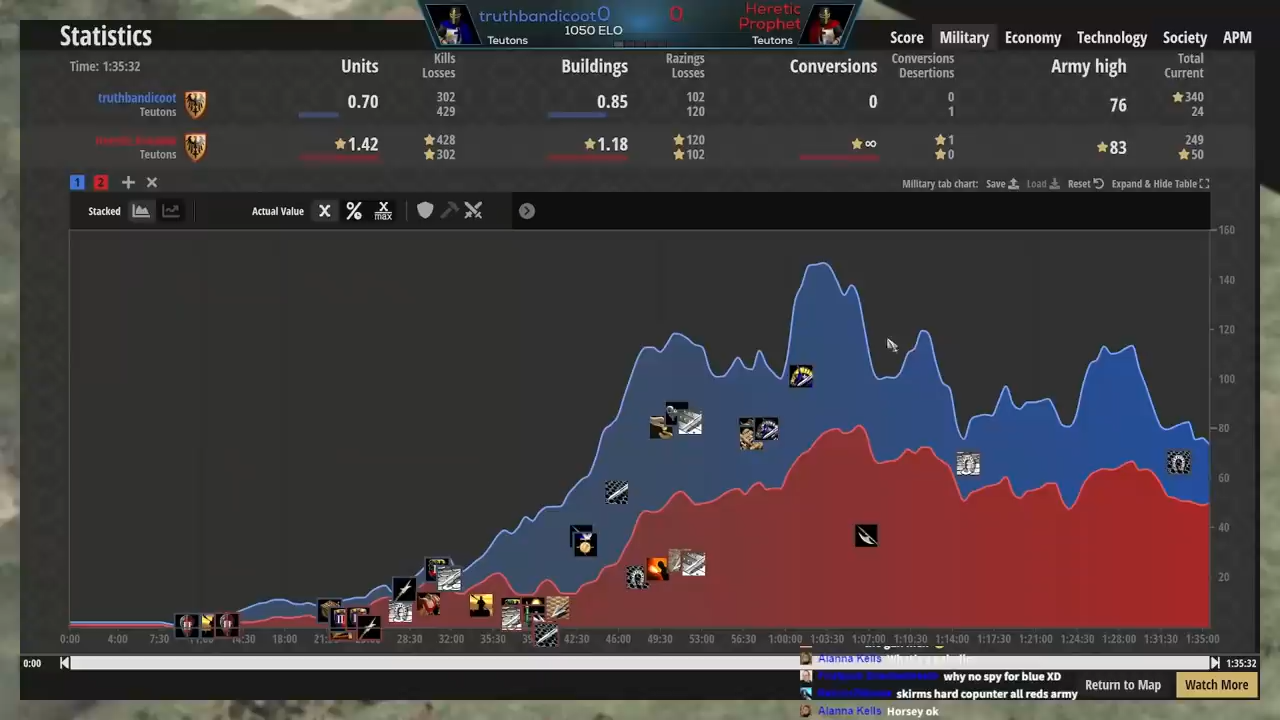 truthbandicoot 0
1050 ELO
Teutons
0
Heretic
Prophet
Teutons
Statistics
Score Military Economy Technology Society APM
Time: 1:35:32
Units
Kills
Losses
Buildings
Razings
Losses
Conversions
Conversions
Desertions
Army high
Total
Current
truthbandicoot
Teutons
0.70
302
429
0.85
102
120
0
0
1
76
340
24
Teutons
1.42
428
302
1.18
120
102
∞
1
0
83
249
50
1 2
Military tab chart: Save Load Reset Expand & Hide Table
Stacked
Actual Value X % X max
160
140
120
100
80
60
40
20
0:00 4:00 7:30 14:30 18:00 28:30 32:00 35:30 42:30 46:00 49:30 53:00 56:30 1:00:00 1:03:30 1:07:00 1:10:30 1:14:00 1:17:30 1:21:00 1:24:30 1:28:00 1:31:30 1:35:00
0:00
1:35:32
Alanna Kells
why no spy for blue XD
skirms hard copunter all reds army
Alanna Kells Horsey ok
Return to Map
Watch More